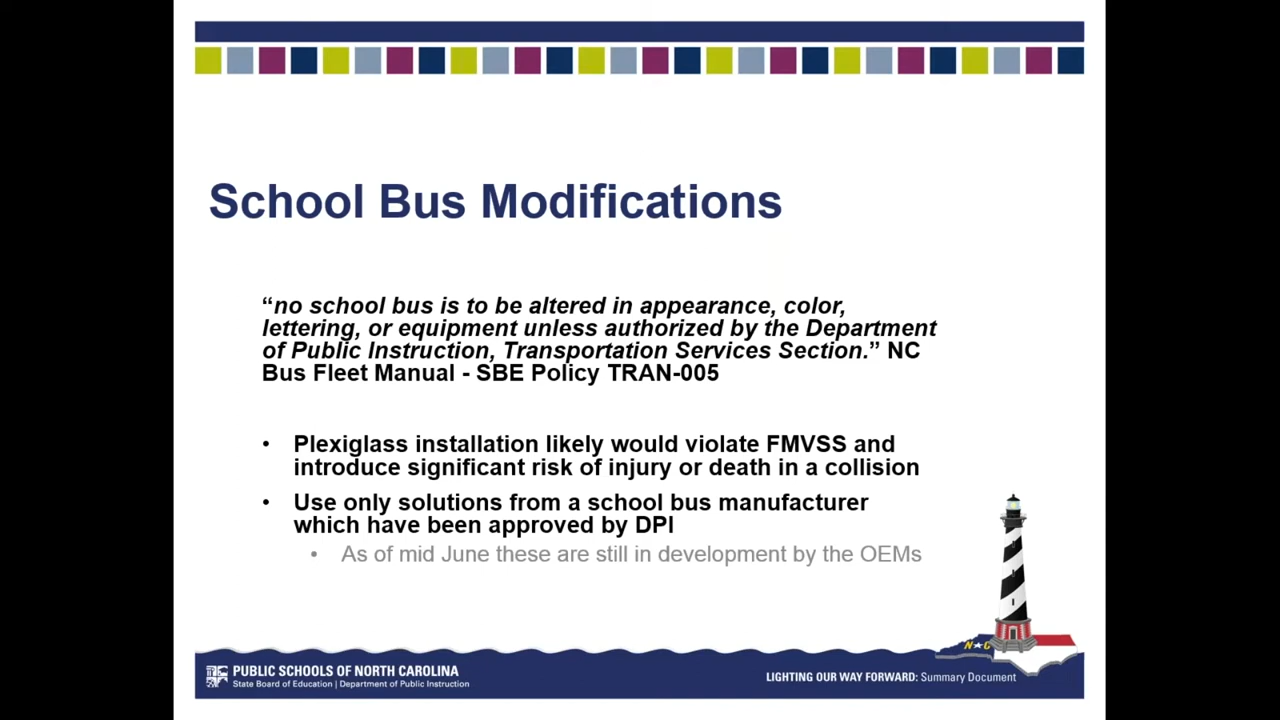 School Bus Modifications
“no school bus is to be altered in appearance, color,
lettering, or equipment unless authorized by the Department
of Public Instruction, Transportation Services Section.” NC
Bus Fleet Manual - SBE Policy TRAN-005
• Plexiglass installation likely would violate FMVSS and
introduce significant risk of injury or death in a collision
• Use only solutions from a school bus manufacturer
which have been approved by DPI
• As of mid June these are still in development by the OEMs
N★C
PUBLIC SCHOOLS OF NORTH CAROLINA
State Board of Education | Department of Public Instruction
LIGHTING OUR WAY FORWARD: Summary Document